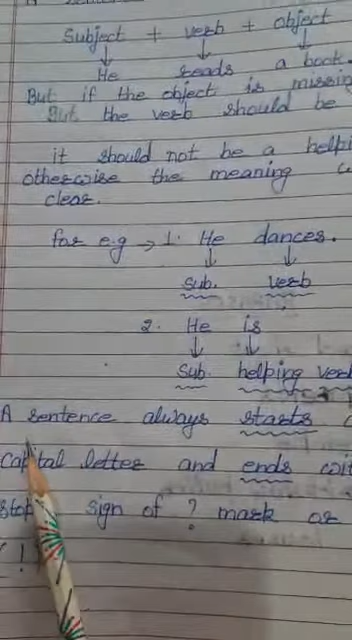 Subject + verb + object
He reads a book.
But if the object is missing
But the verb should be
it should not be a helpi
otherwise the meaning
clear.
for e.g → 1. He dances.
sub. verb
2. He is
Sub. helping verb
A sentence always starts
Capital letter and ends wit
stop sign of ? mark or
( ! )